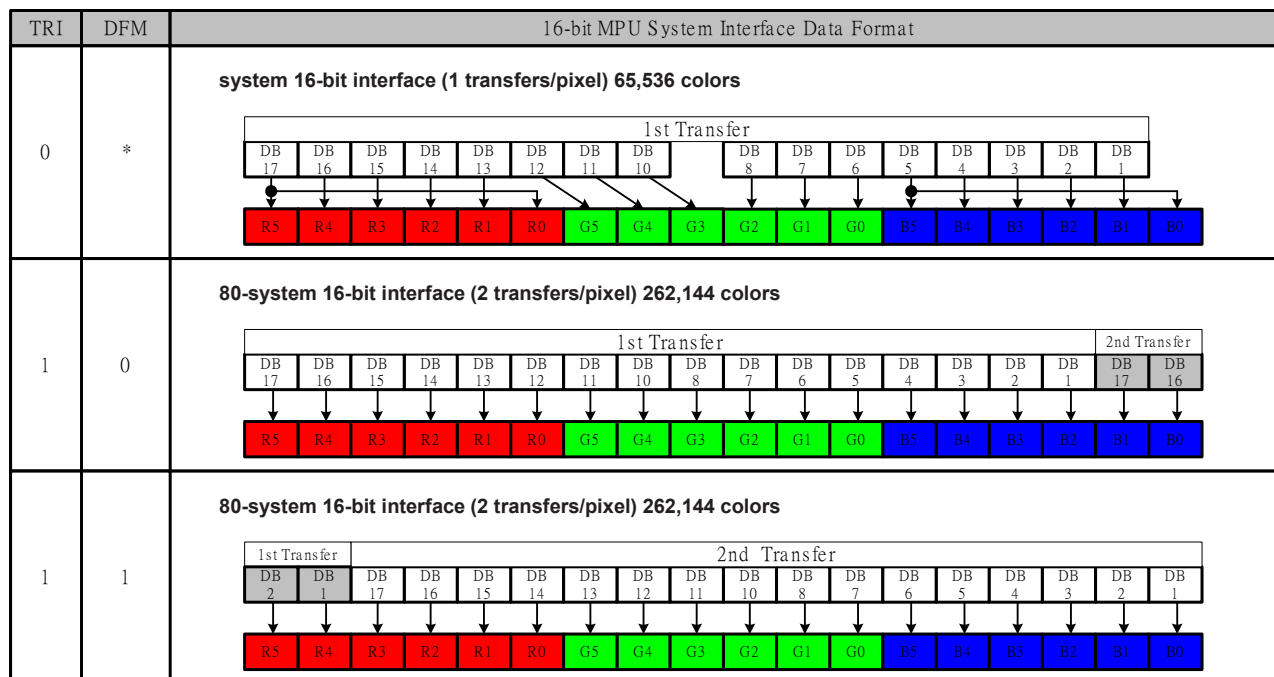 TRI DFM 16-bit MPU System Interface Data Format
system 16-bit interface (1 transfers/pixel) 65,536 colors
0 *
1st Transfer
DB 17 DB 16 DB 15 DB 14 DB 13 DB 12 DB 11 DB 10 DB 8 DB 7 DB 6 DB 5 DB 4 DB 3 DB 2 DB 1
R5 R4 R3 R2 R1 R0 G5 G4 G3 G2 G1 G0 B5 B4 B3 B2 B1 B0
80-system 16-bit interface (2 transfers/pixel) 262,144 colors
1 0
1st Transfer 2nd Transfer
DB 17 DB 16 DB 15 DB 14 DB 13 DB 12 DB 11 DB 10 DB 8 DB 7 DB 6 DB 5 DB 4 DB 3 DB 2 DB 1 DB 17 DB 16
R5 R4 R3 R2 R1 R0 G5 G4 G3 G2 G1 G0 B5 B4 B3 B2 B1 B0
80-system 16-bit interface (2 transfers/pixel) 262,144 colors
1 1
1st Transfer 2nd Transfer
DB 2 DB 1 DB 17 DB 16 DB 15 DB 14 DB 13 DB 12 DB 11 DB 10 DB 8 DB 7 DB 6 DB 5 DB 4 DB 3 DB 2 DB 1
R5 R4 R3 R2 R1 R0 G5 G4 G3 G2 G1 G0 B5 B4 B3 B2 B1 B0